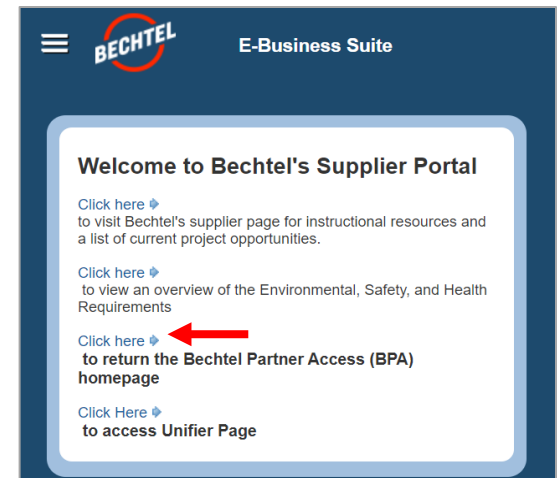 BECHTEL
E-Business Suite
Welcome to Bechtel's Supplier Portal
Click here
to visit Bechtel's supplier page for instructional resources and
a list of current project opportunities.
Click here
to view an overview of the Environmental, Safety, and Health
Requirements
Click here
to return the Bechtel Partner Access (BPA)
homepage
Click Here
to access Unifier Page